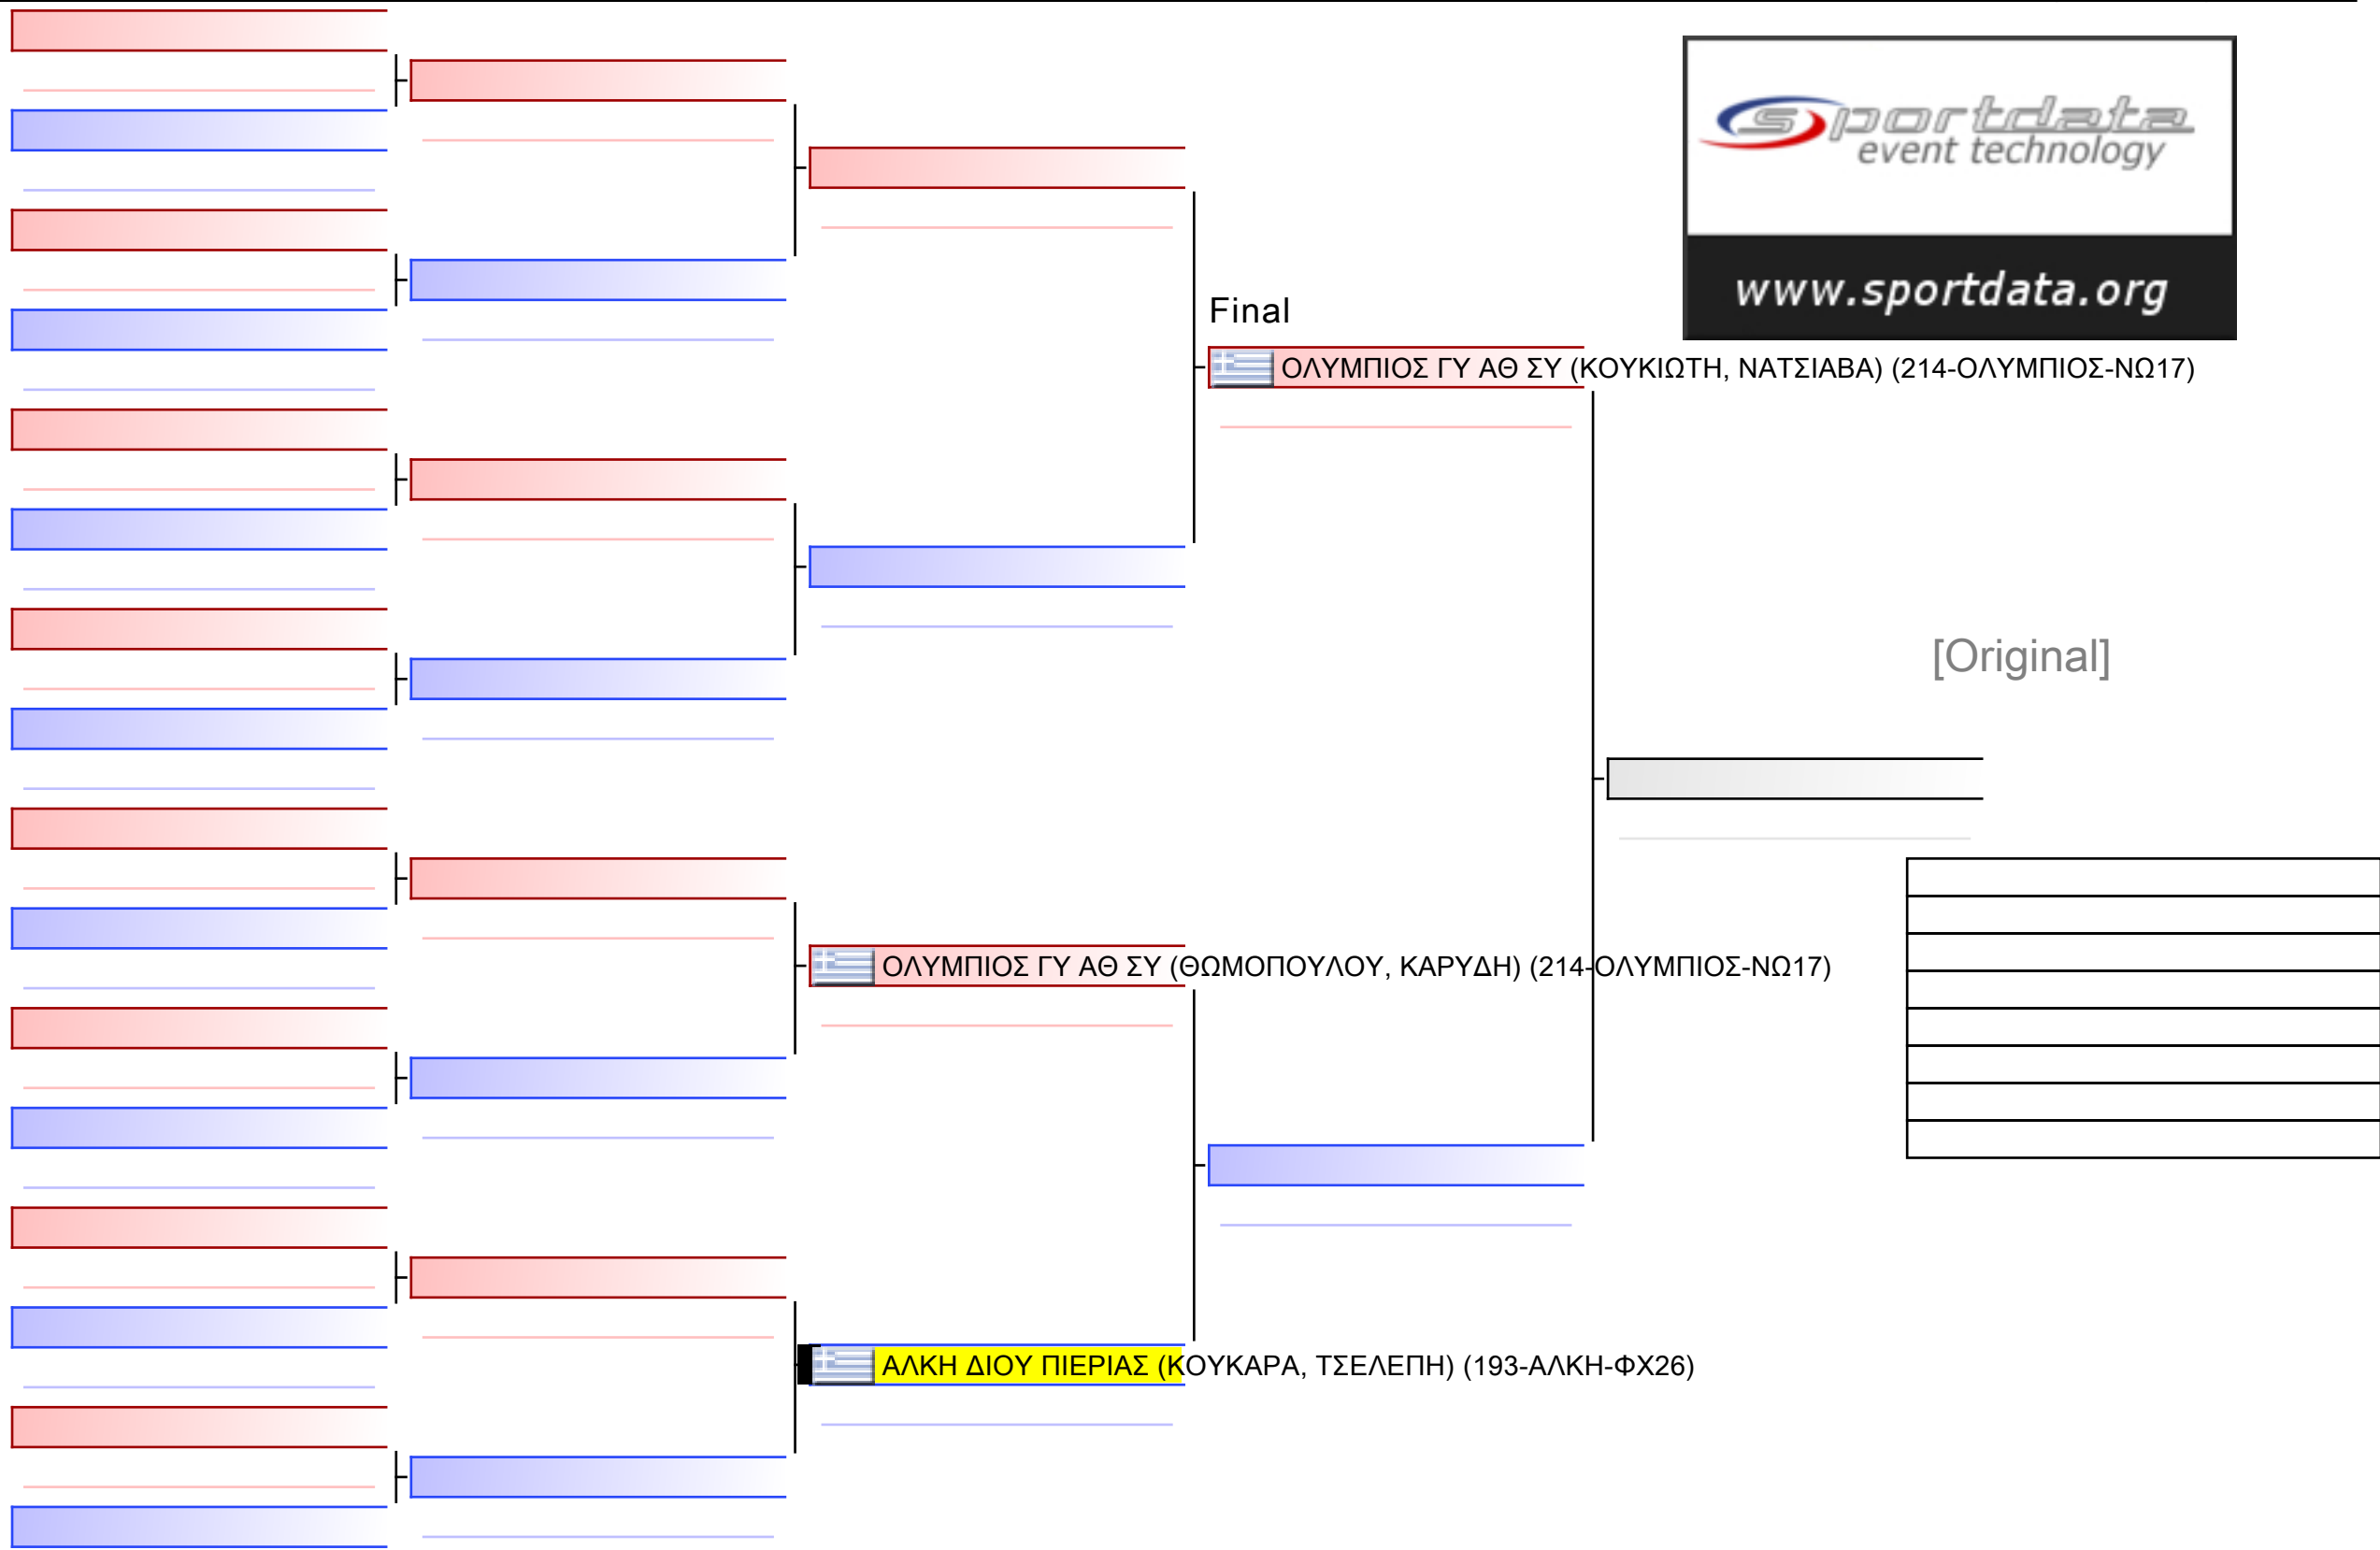 sportdata
event technology
www.sportdata.org
Final
ΟΛΥΜΠΙΟΣ ΓΥ ΑΘ ΣΥ (ΚΟΥΚΙΩΤΗ, ΝΑΤΣΙΑΒΑ) (214-ΟΛΥΜΠΙΟΣ-ΝΩ17)
[Original]
ΟΛΥΜΠΙΟΣ ΓΥ ΑΘ ΣΥ (ΘΩΜΟΠΟΥΛΟΥ, ΚΑΡΥΔΗ) (214-ΟΛΥΜΠΙΟΣ-ΝΩ17)
ΑΛΚΗ ΔΙΟΥ ΠΙΕΡΙΑΣ (ΚΟΥΚΑΡΑ, ΤΣΕΛΕΠΗ) (193-ΑΛΚΗ-ΦΧ26)